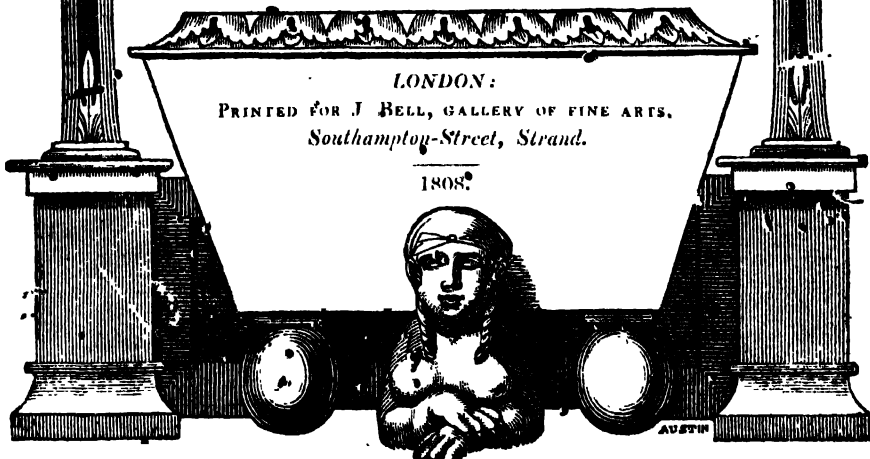 LONDON:
PRINTED FOR J BELL, GALLERY OF FINE ARTS,
Southampton-Street, Strand.
1808.
AUSTIN